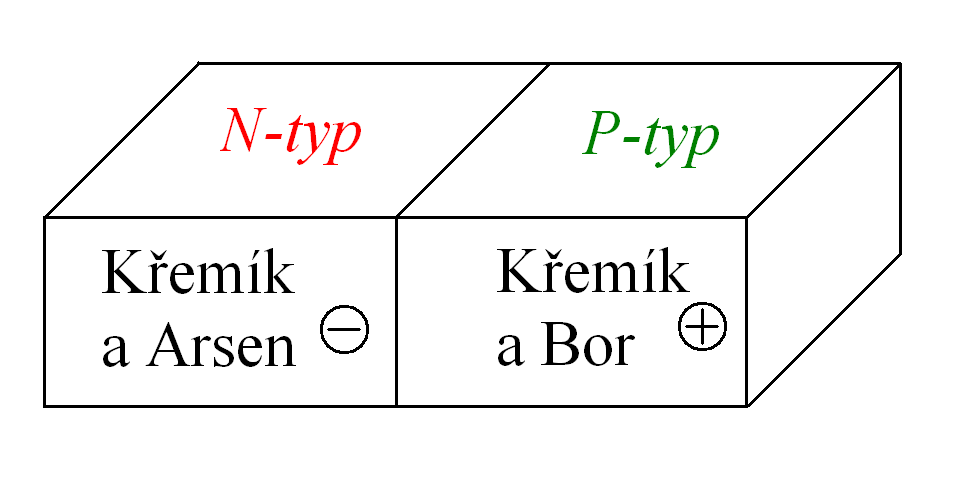 N-typ
P-typ
Křemík
a Arsen
Křemík
a Bor